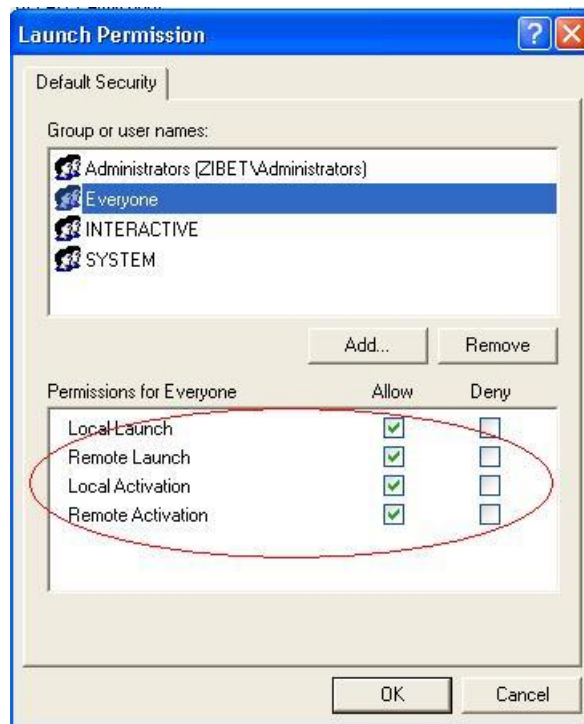 Launch Permission
Default Security
Group or user names:
Administrators (ZIBET\Administrators)
Everyone
INTERACTIVE
SYSTEM
Add... Remove
Permissions for Everyone Allow Deny
Local Launch
Remote Launch
Local Activation
Remote Activation
OK Cancel